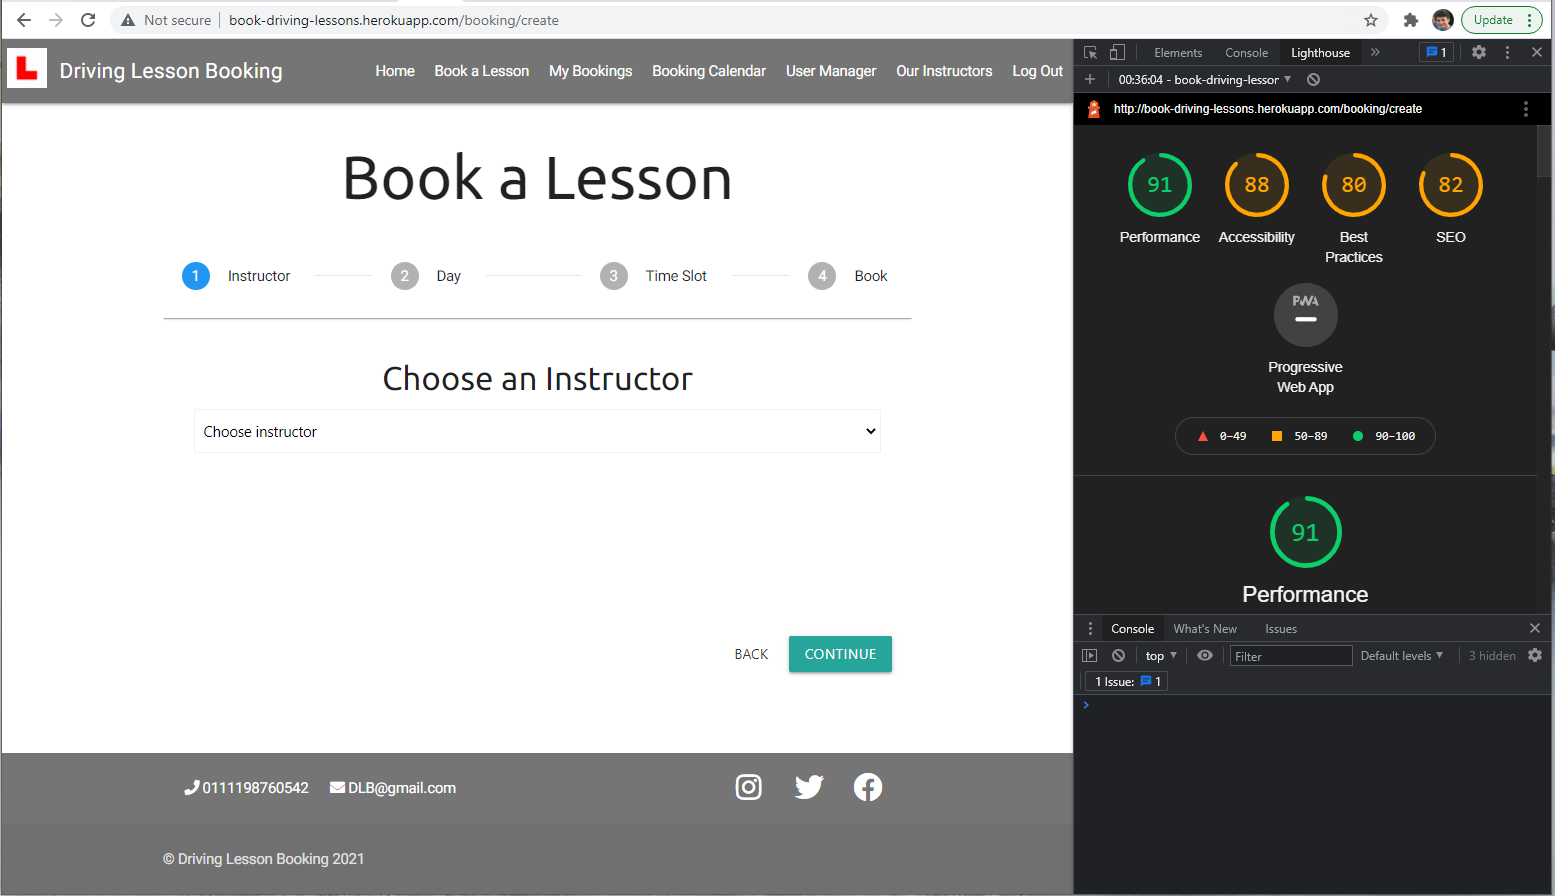 Not secure
book-driving-lessons.herokuapp.com/booking/create
Update
L
Driving Lesson Booking
Home
Book a Lesson
My Bookings
Booking Calendar
User Manager
Our Instructors
Log Out
Book a Lesson
1 Instructor
2 Day
3 Time Slot
4 Book
Choose an Instructor
Choose instructor
BACK
CONTINUE
0111198760542
DLB@gmail.com
© Driving Lesson Booking 2021
Elements
Console
Lighthouse
»
1
00:36:04 - book-driving-lessor
http://book-driving-lessons.herokuapp.com/booking/create
91
88
80
82
Performance
Accessibility
Best
Practices
SEO
PWA
Progressive
Web App
0–49
50–89
90–100
91
Performance
Console
What's New
Issues
top
Filter
Default levels
3 hidden
1 Issue:
1